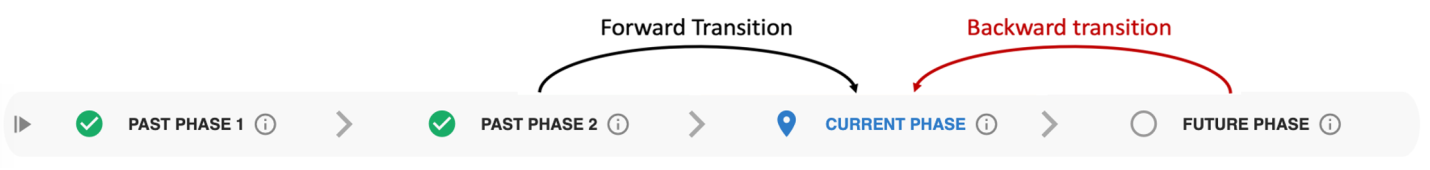 Forward Transition
Backward transition
PAST PHASE 1
PAST PHASE 2
CURRENT PHASE
FUTURE PHASE